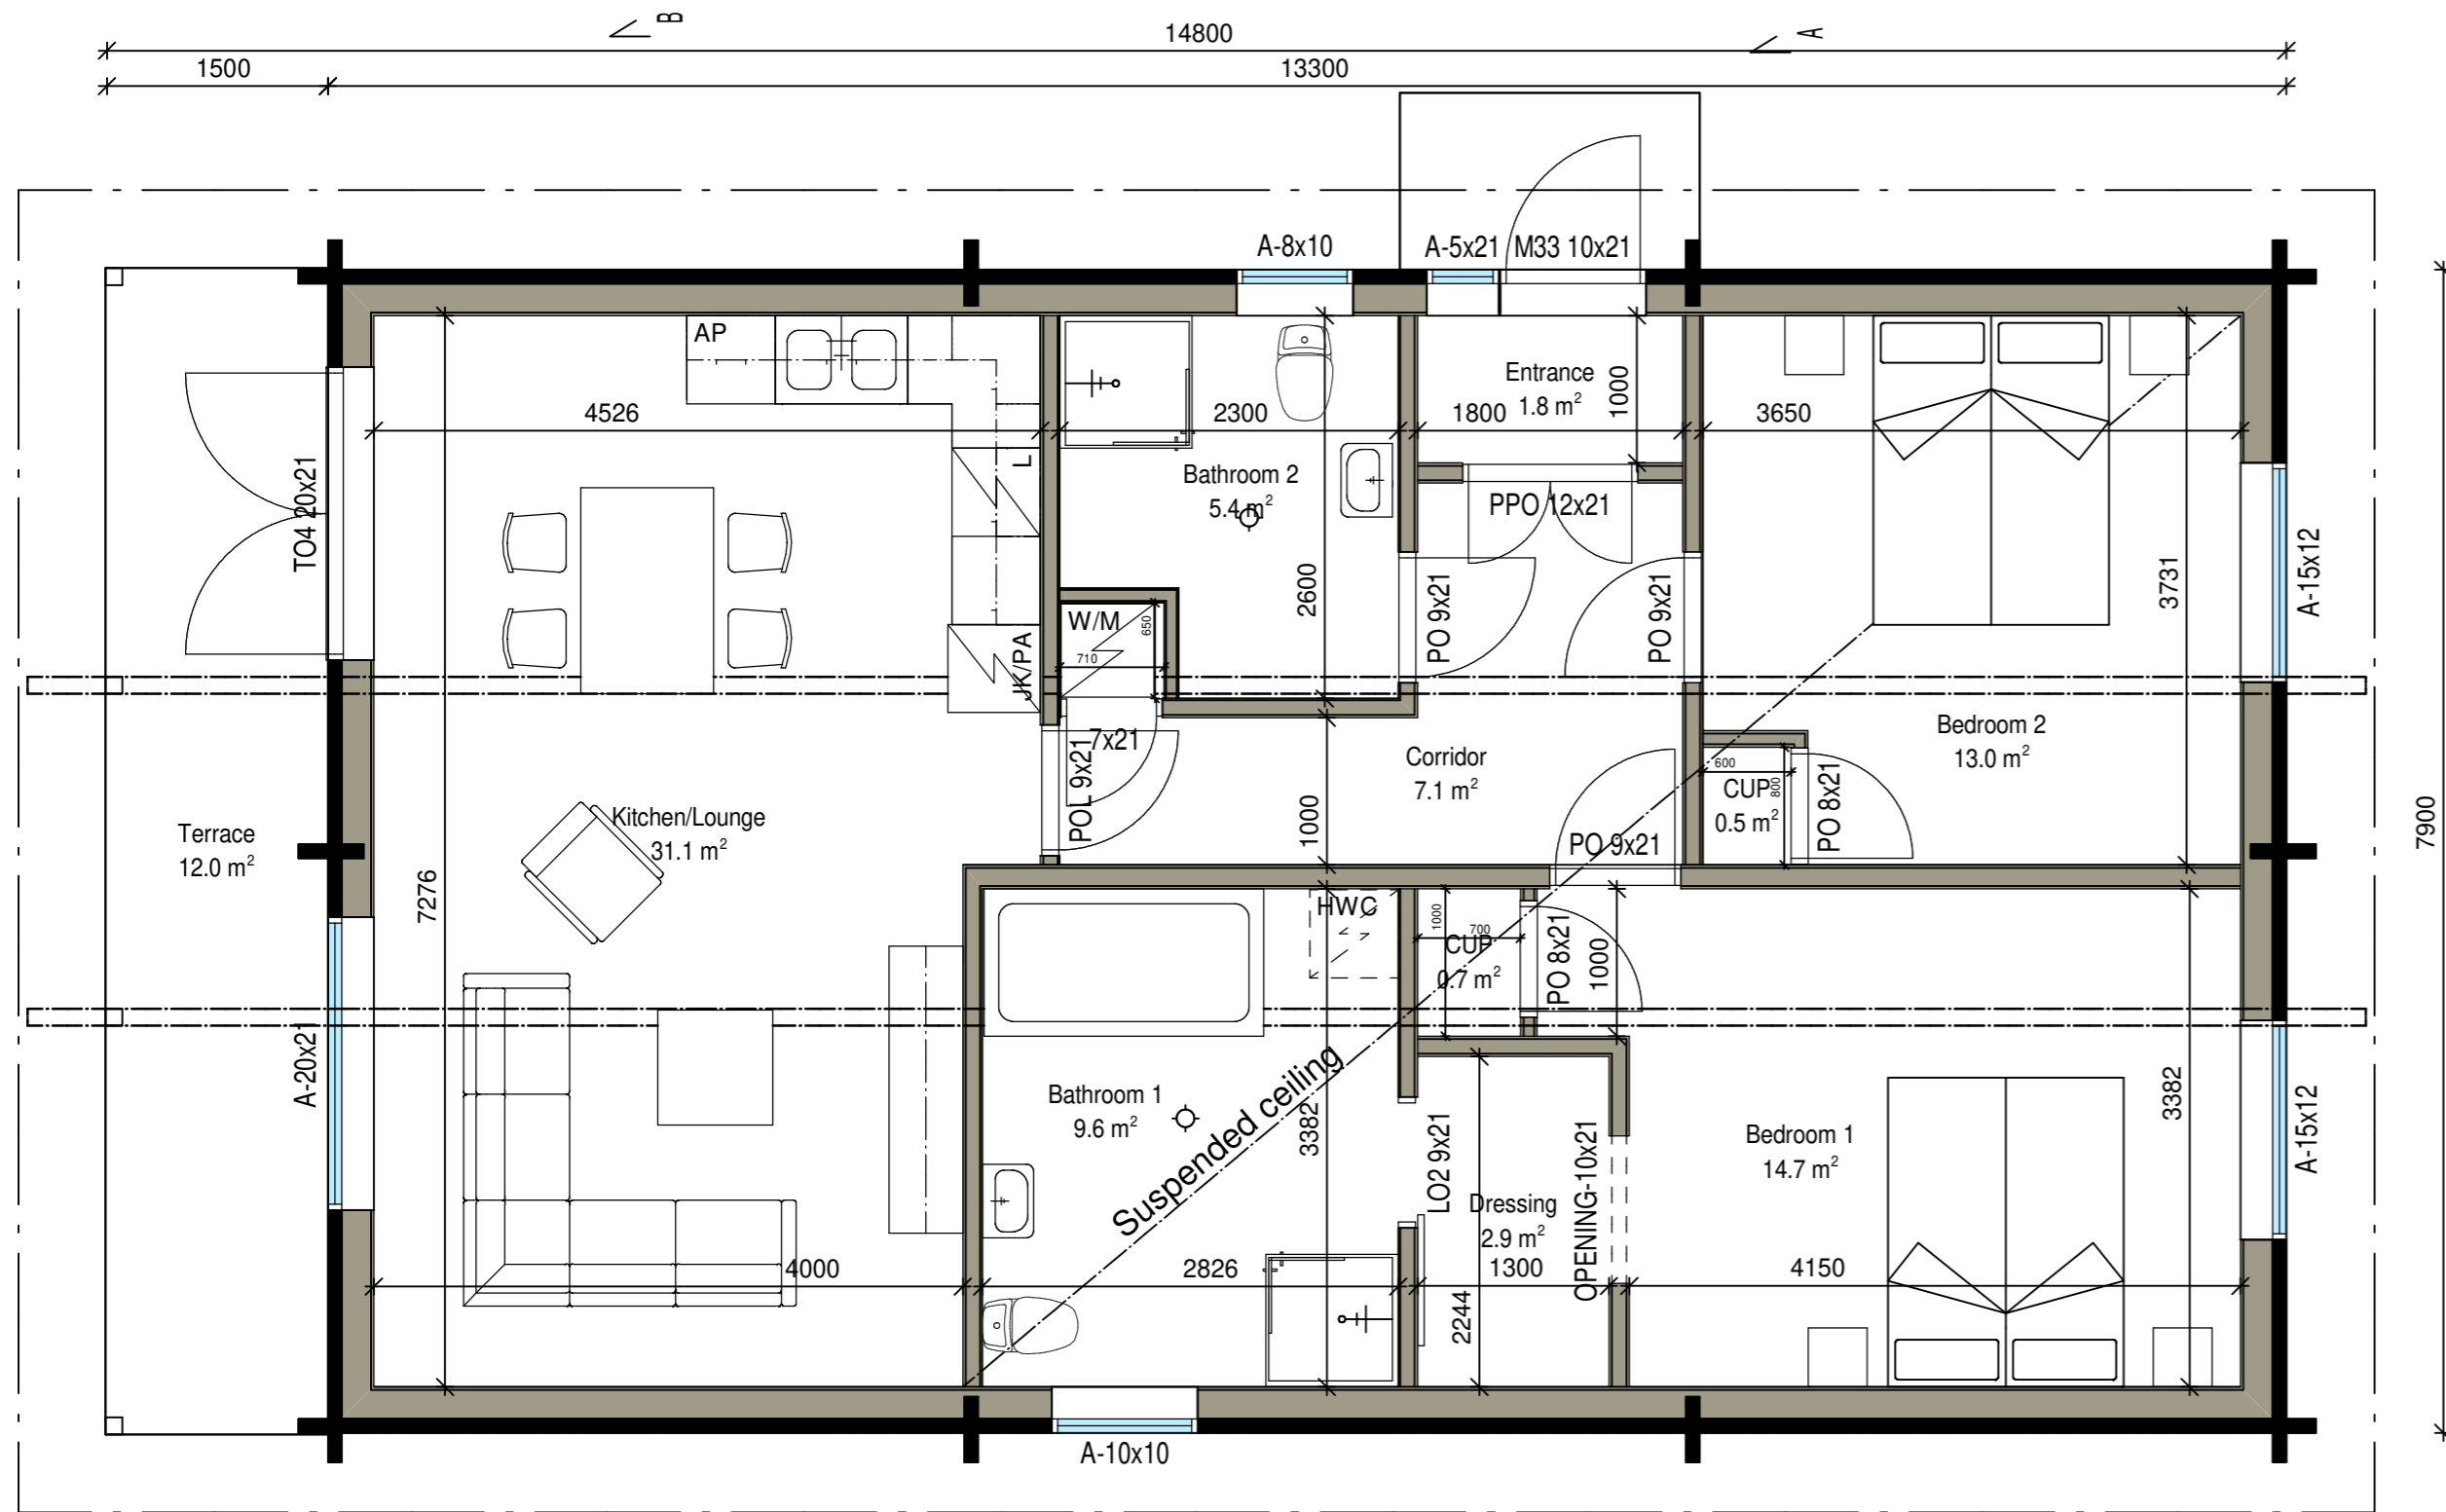 B
14800
A
1500
13300
A-8x10
A-5x21
M33 10x21
AP
Entrance
1.8 m²
1000
4526
2300
1800
3650
L
Bathroom 2
5.4 m²
PPO 12x21
TO4 20x21
2600
PO 9x21
PO 9x21
3731
A-15x12
W/M
650
710
JK/PA
7x21
POL 9x21
Corridor
7.1 m²
Bedroom 2
13.0 m²
600
CUP
800
0.5 m²
PO 8x21
Terrace
12.0 m²
Kitchen/Lounge
31.1 m²
1000
PO 9x21
7900
7276
HWC
1000
700
CUP
0.7 m²
PO 8x21
1000
A-20x21
Bathroom 1
9.6 m²
Suspended ceiling
3382
LO2 9x21
Dressing
2.9 m²
OPENING-10x21
Bedroom 1
14.7 m²
3382
A-15x12
4000
2826
1300
4150
2244
A-10x10